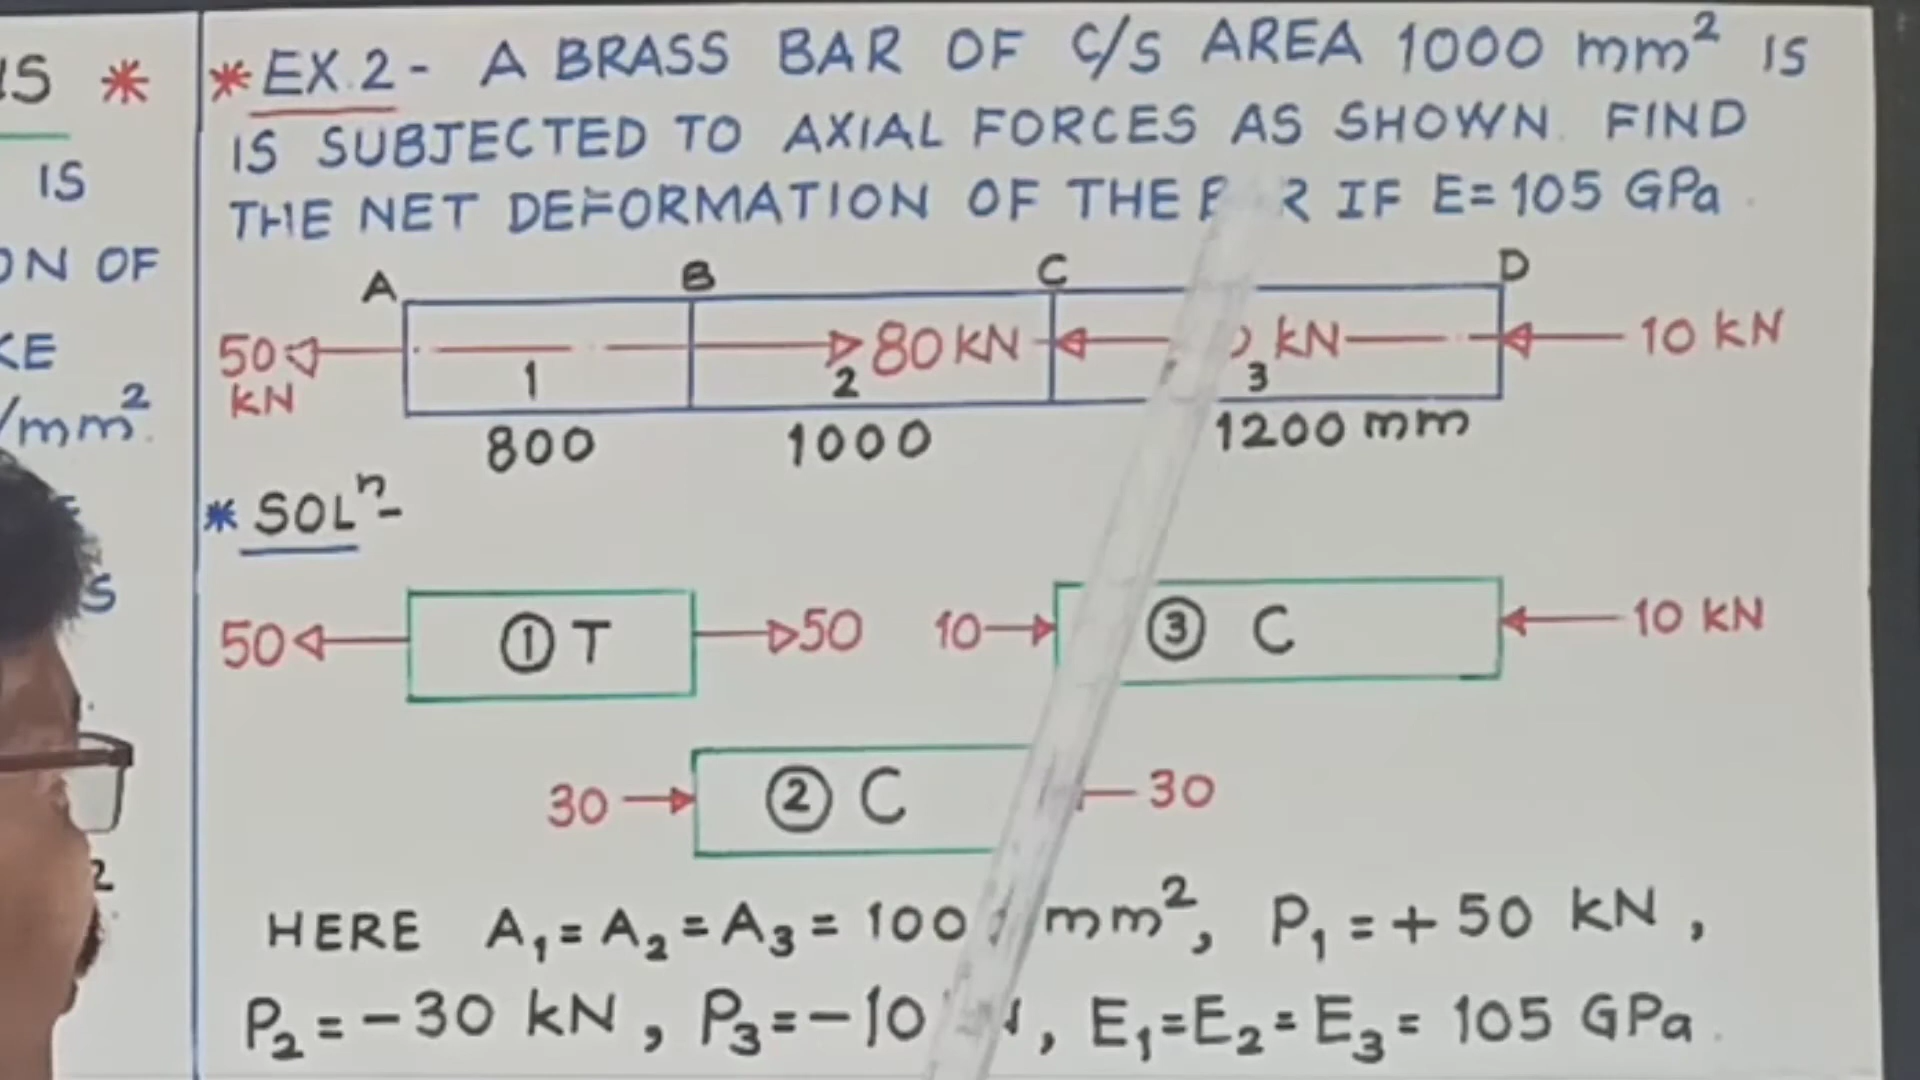 IS *
IS
ON OF
KE
/mm²
S
2
* EX.2 - A BRASS BAR OF C/S AREA 1000 mm² IS
IS SUBJECTED TO AXIAL FORCES AS SHOWN. FIND
THE NET DEFORMATION OF THE IF E=105 GPa.
A B C D
50 kN 80 kN kN 10 kN
1 2 3
800 1000 1200 mm
* SOLⁿ-
50 ① T 50 10 ③ C 10 kN
30 ② C 30
HERE A₁ = A₂ = A₃ = mm², P₁ = + 50 kN,
P₂ = - 30 kN, P₃ = - 10 , E₁ = E₂ = E₃ = 105 GPa.